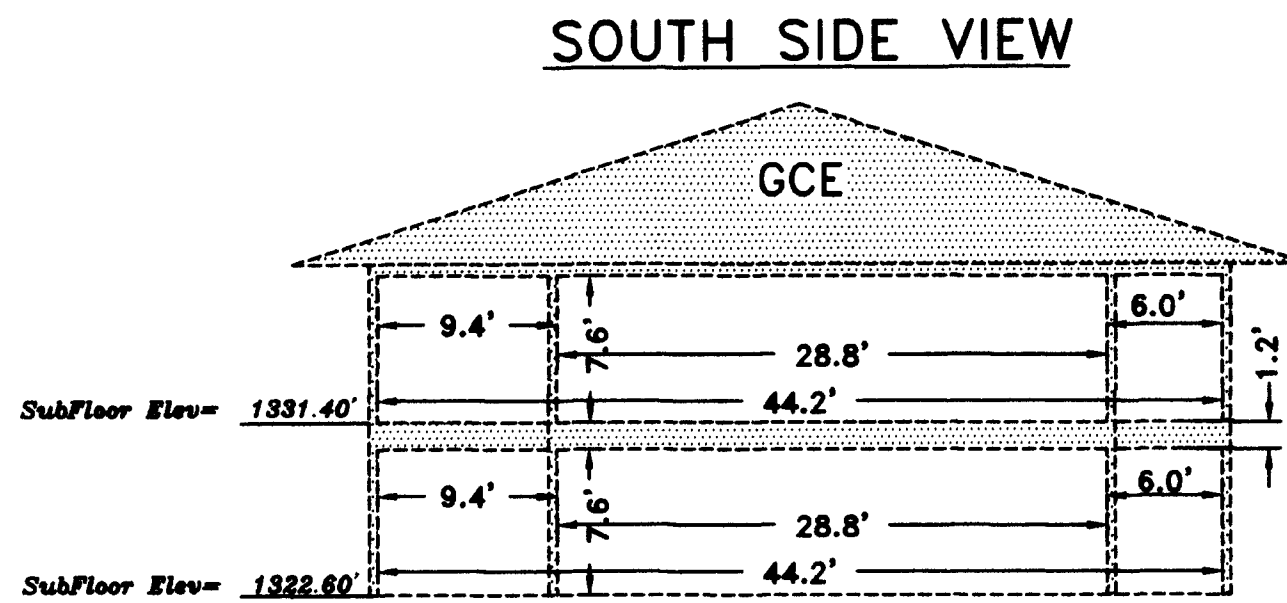 SOUTH SIDE VIEW
GCE
9.4'
7.6'
28.8'
6.0'
1.2'
SubFloor Elev= 1331.40'
44.2'
9.4'
7.6'
28.8'
6.0'
44.2'
SubFloor Elev= 1322.60'